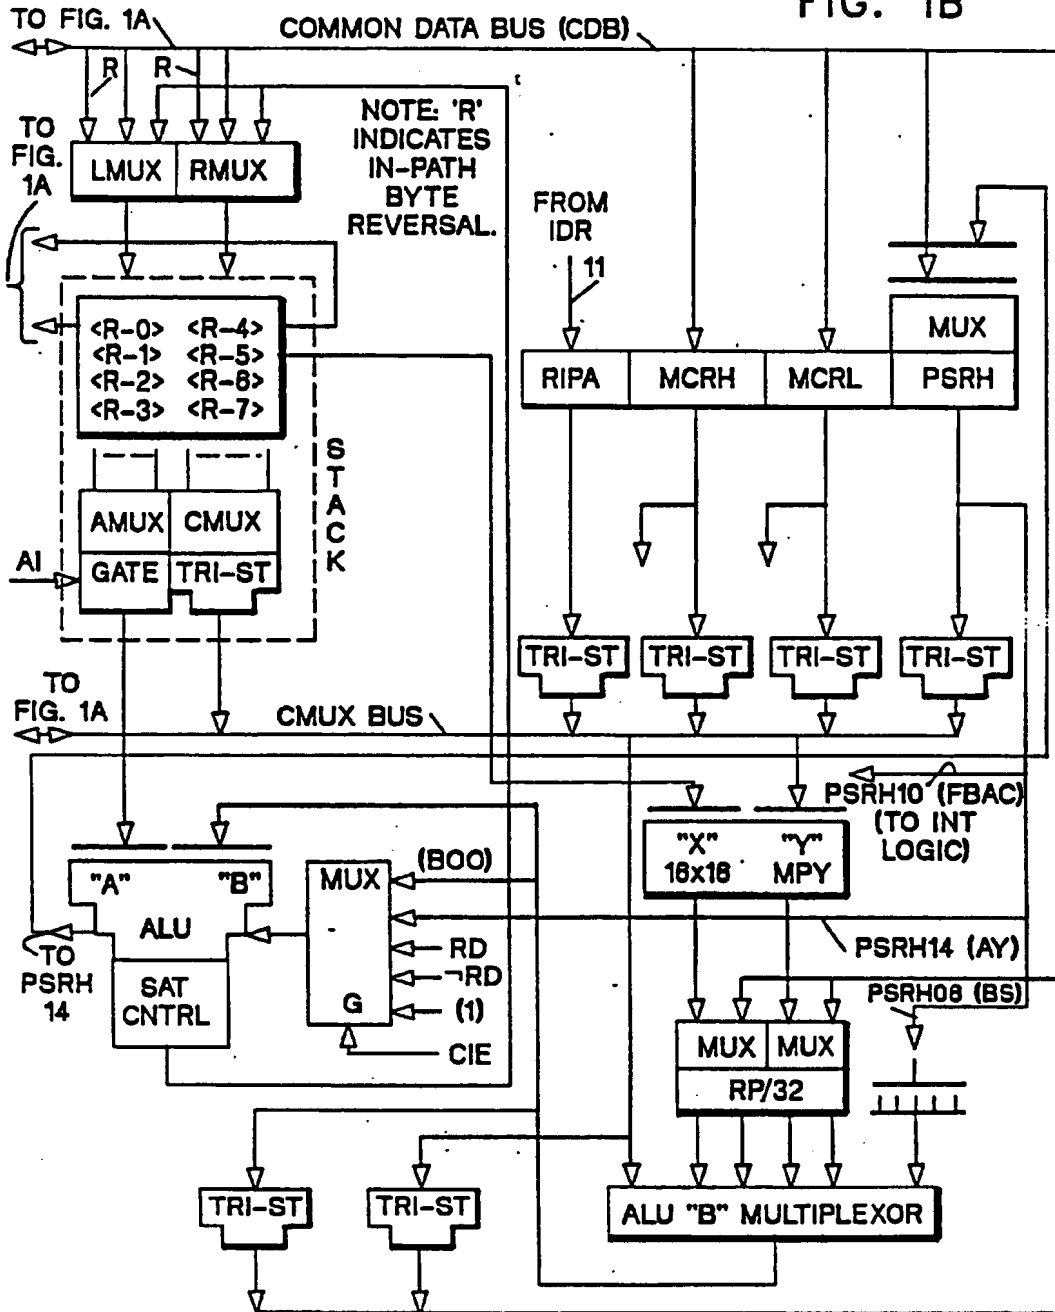 FIG. 1B
TO FIG. 1A
COMMON DATA BUS (CDB)
R
R
NOTE: 'R'
INDICATES
IN-PATH
BYTE
REVERSAL.
TO
FIG.
1A
LMUX
RMUX
FROM
IDR
11
<R-0> <R-4>
<R-1> <R-5>
<R-2> <R-6>
<R-3> <R-7>
STACK
MUX
RIPA
MCRH
MCRL
PSRH
AMUX
CMUX
AI
GATE
TRI-ST
TRI-ST
TRI-ST
TRI-ST
TRI-ST
TO
FIG. 1A
CMUX BUS
PSRH10 (FBAC)
(TO INT
LOGIC)
"X"
"Y"
16x16
MPY
"A"
"B"
ALU
MUX
(BOO)
TO
PSRH
14
SAT
CNTRL
G
RD
¬RD
(1)
CIE
PSRH14 (AY)
PSRH08 (BS)
MUX
MUX
RP/32
TRI-ST
TRI-ST
ALU "B" MULTIPLEXOR